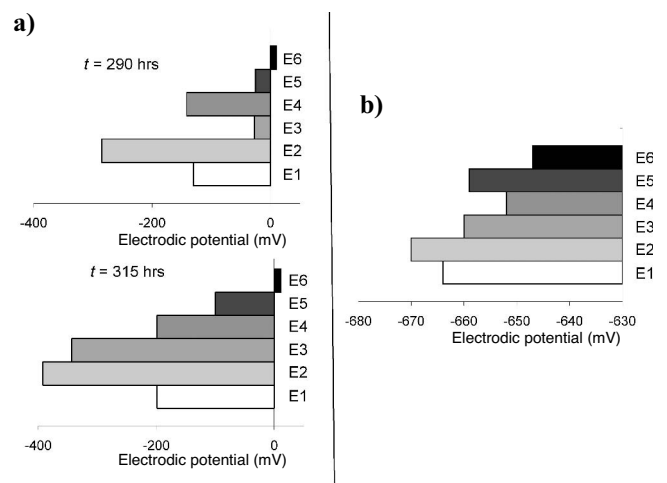 a)
t = 290 hrs
E6
E5
E4
E3
E2
E1
-400 -200 0
Electrodic potential (mV)
t = 315 hrs
E6
E5
E4
E3
E2
E1
-400 -200 0
Electrodic potential (mV)
b)
E6
E5
E4
E3
E2
E1
-680 -670 -660 -650 -640 -630
Electrodic potential (mV)